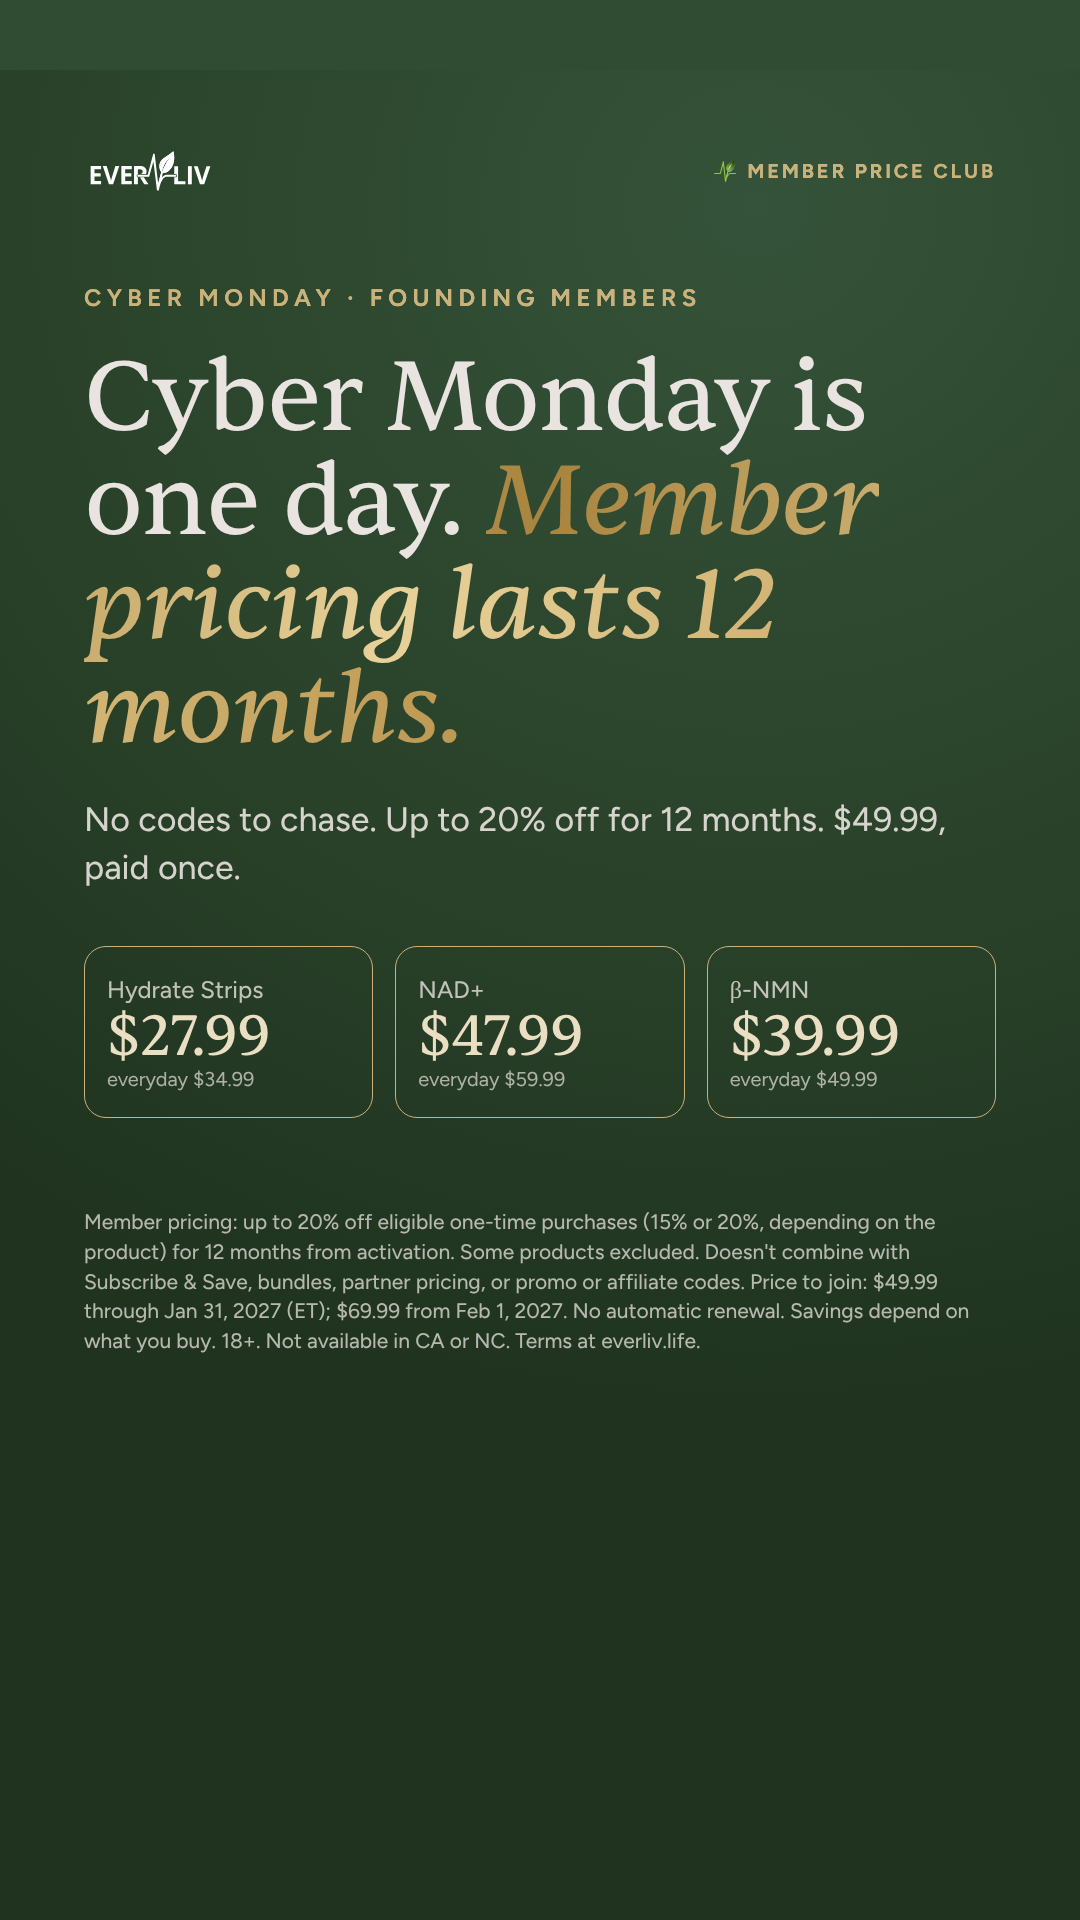 EVERLIV
MEMBER PRICE CLUB
CYBER MONDAY · FOUNDING MEMBERS
Cyber Monday is
one day. Member
pricing lasts 12
months.
No codes to chase. Up to 20% off for 12 months. $49.99,
paid once.
Hydrate Strips
$27.99
everyday $34.99
NAD+
$47.99
everyday $59.99
β-NMN
$39.99
everyday $49.99
Member pricing: up to 20% off eligible one-time purchases (15% or 20%, depending on the
product) for 12 months from activation. Some products excluded. Doesn't combine with
Subscribe & Save, bundles, partner pricing, or promo or affiliate codes. Price to join: $49.99
through Jan 31, 2027 (ET); $69.99 from Feb 1, 2027. No automatic renewal. Savings depend on
what you buy. 18+. Not available in CA or NC. Terms at everliv.life.